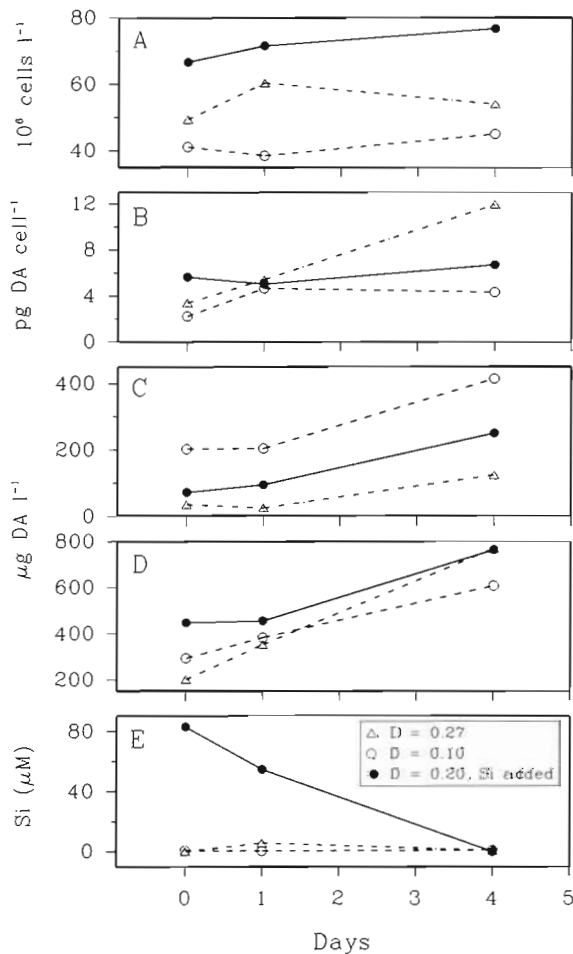 A
80
60
40
10⁶ cells l⁻¹
B
12
8
4
0
pg DA cell⁻¹
C
400
200
0
µg DA l⁻¹
D
800
600
400
200
E
80
40
0
Si (µM)
D = 0.27
D = 0.10
D = 0.20, Si added
0 1 2 3 4 5
Days